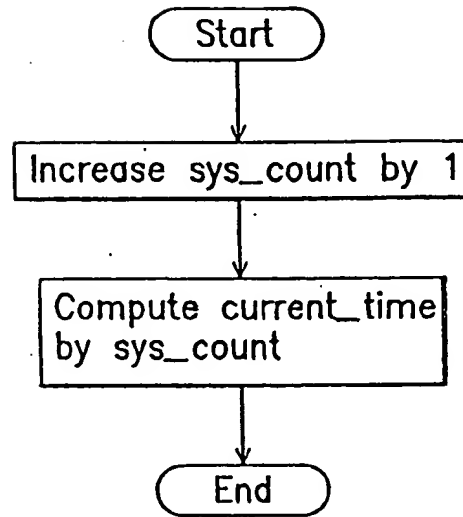 Start
Increase sys_count by 1
Compute current_time
by sys_count
End